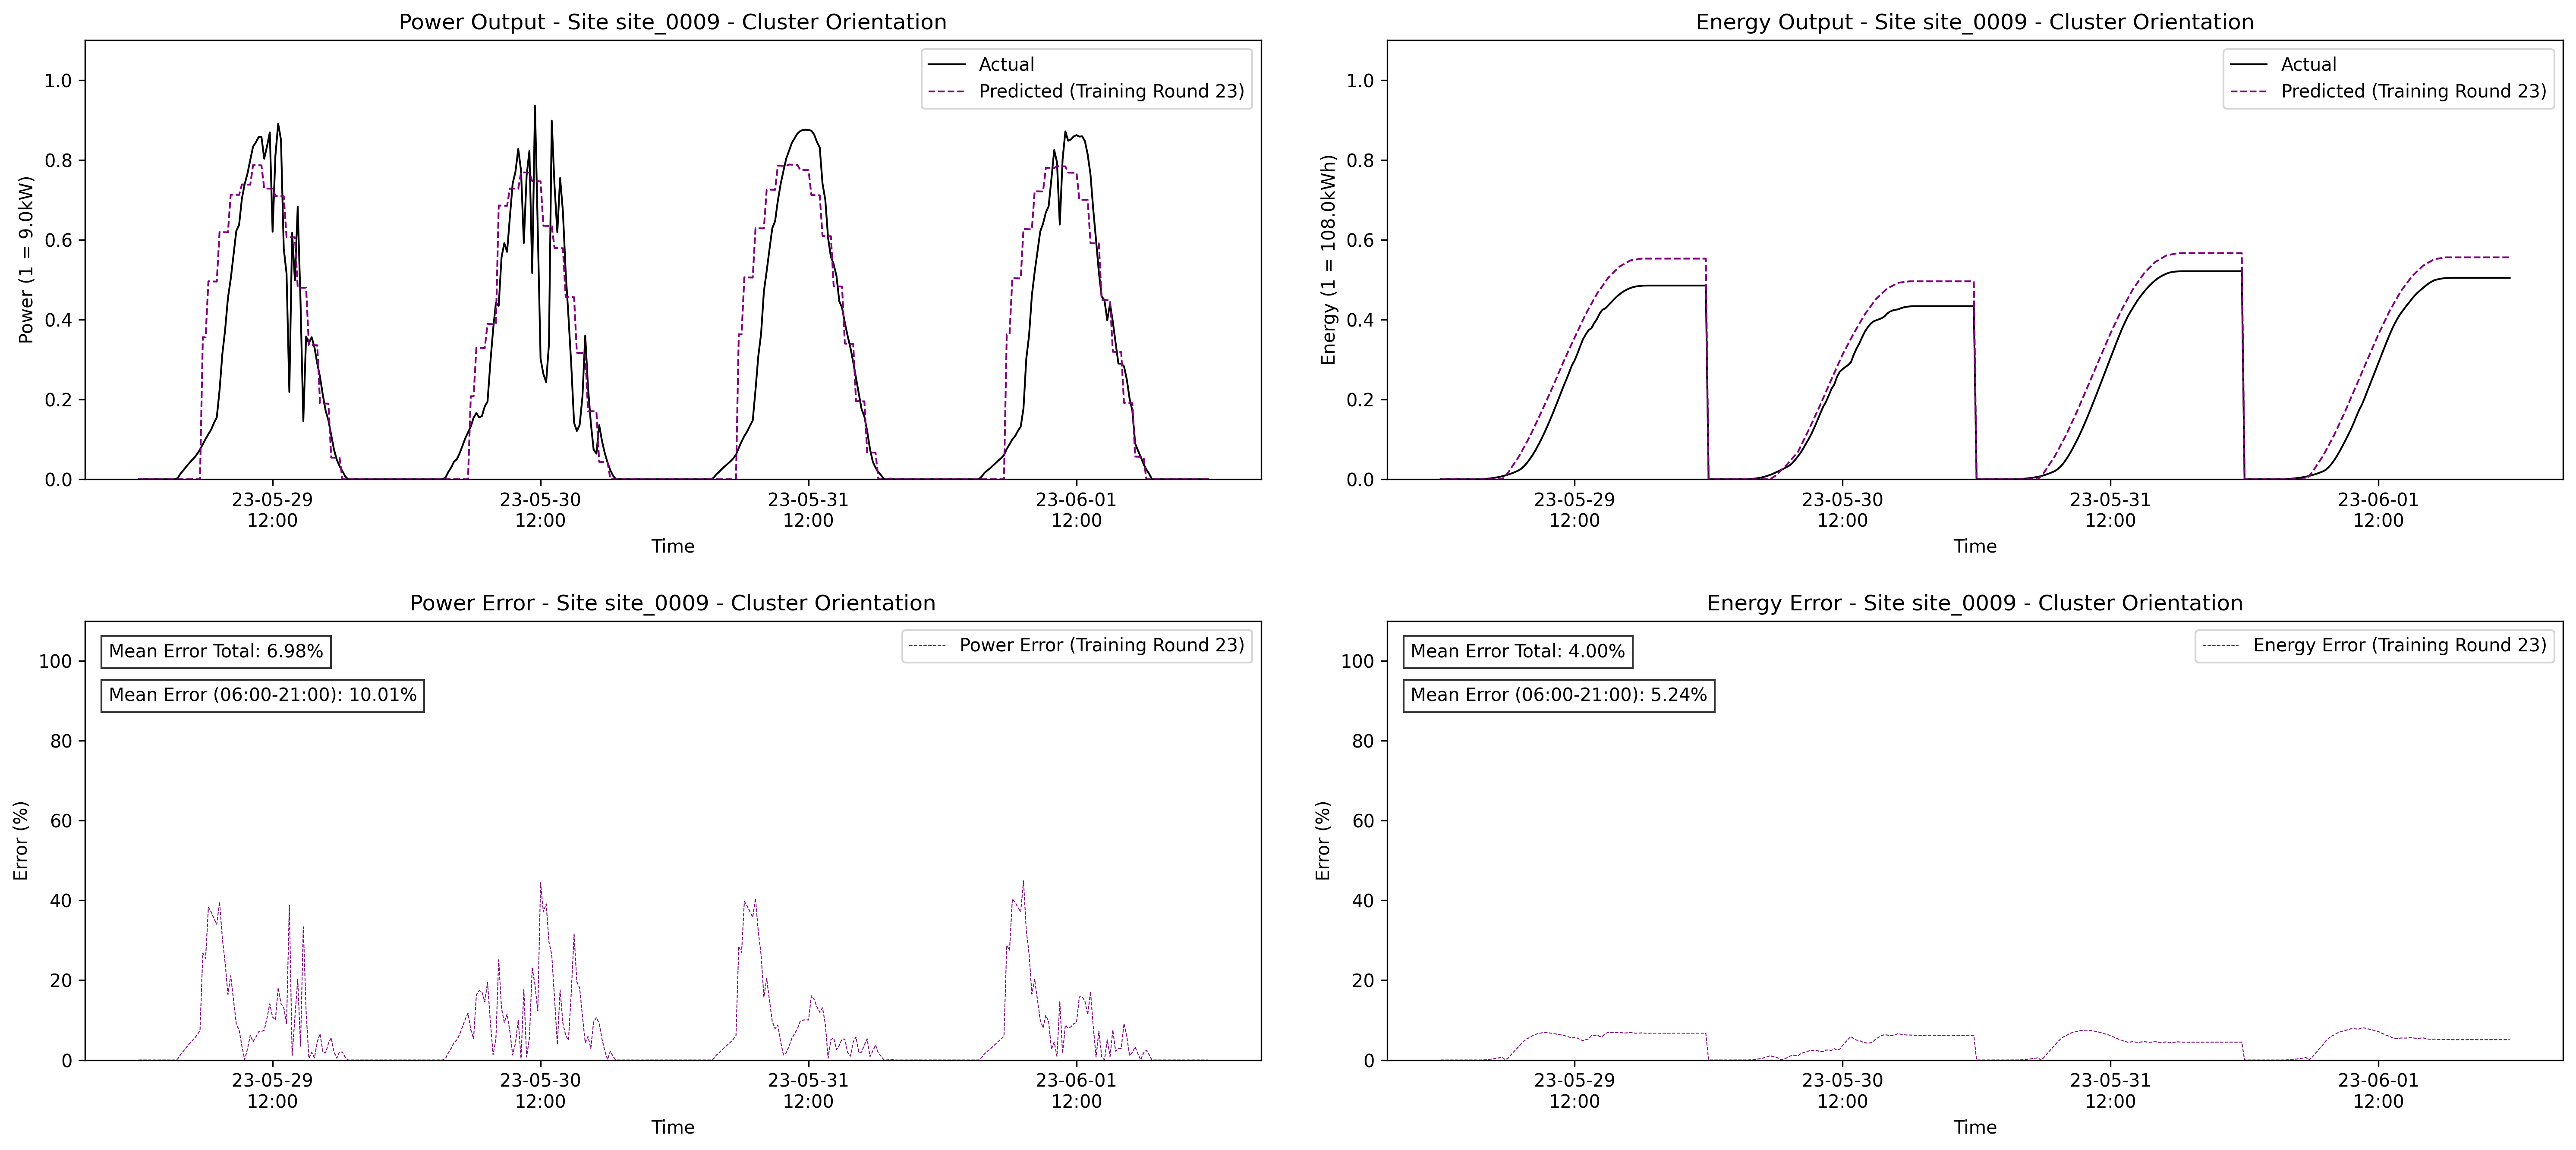 Power Output - Site site_0009 - Cluster Orientation
Power (1 = 9.0kW)
1.0
0.8
0.6
0.4
0.2
0.0
Actual
Predicted (Training Round 23)
23-05-29
12:00
23-05-30
12:00
23-05-31
12:00
23-06-01
12:00
Time
Energy Output - Site site_0009 - Cluster Orientation
Energy (1 = 108.0kWh)
1.0
0.8
0.6
0.4
0.2
0.0
Actual
Predicted (Training Round 23)
23-05-29
12:00
23-05-30
12:00
23-05-31
12:00
23-06-01
12:00
Time
Power Error - Site site_0009 - Cluster Orientation
Error (%)
100
80
60
40
20
0
Mean Error Total: 6.98%
Mean Error (06:00-21:00): 10.01%
Power Error (Training Round 23)
23-05-29
12:00
23-05-30
12:00
23-05-31
12:00
23-06-01
12:00
Time
Energy Error - Site site_0009 - Cluster Orientation
Error (%)
100
80
60
40
20
0
Mean Error Total: 4.00%
Mean Error (06:00-21:00): 5.24%
Energy Error (Training Round 23)
23-05-29
12:00
23-05-30
12:00
23-05-31
12:00
23-06-01
12:00
Time